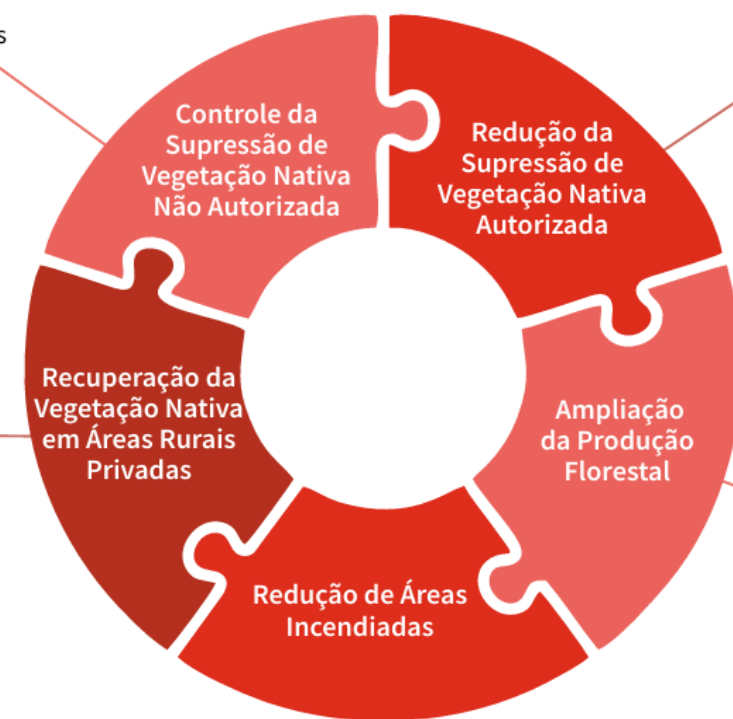 s
Controle da
Supressão de
Vegetação Nativa
Não Autorizada
Redução da
Supressão de
Vegetação Nativa
Autorizada
Recuperação da
Vegetação Nativa
em Áreas Rurais
Privadas
Ampliação
da Produção
Florestal
Redução de Áreas
Incendiadas